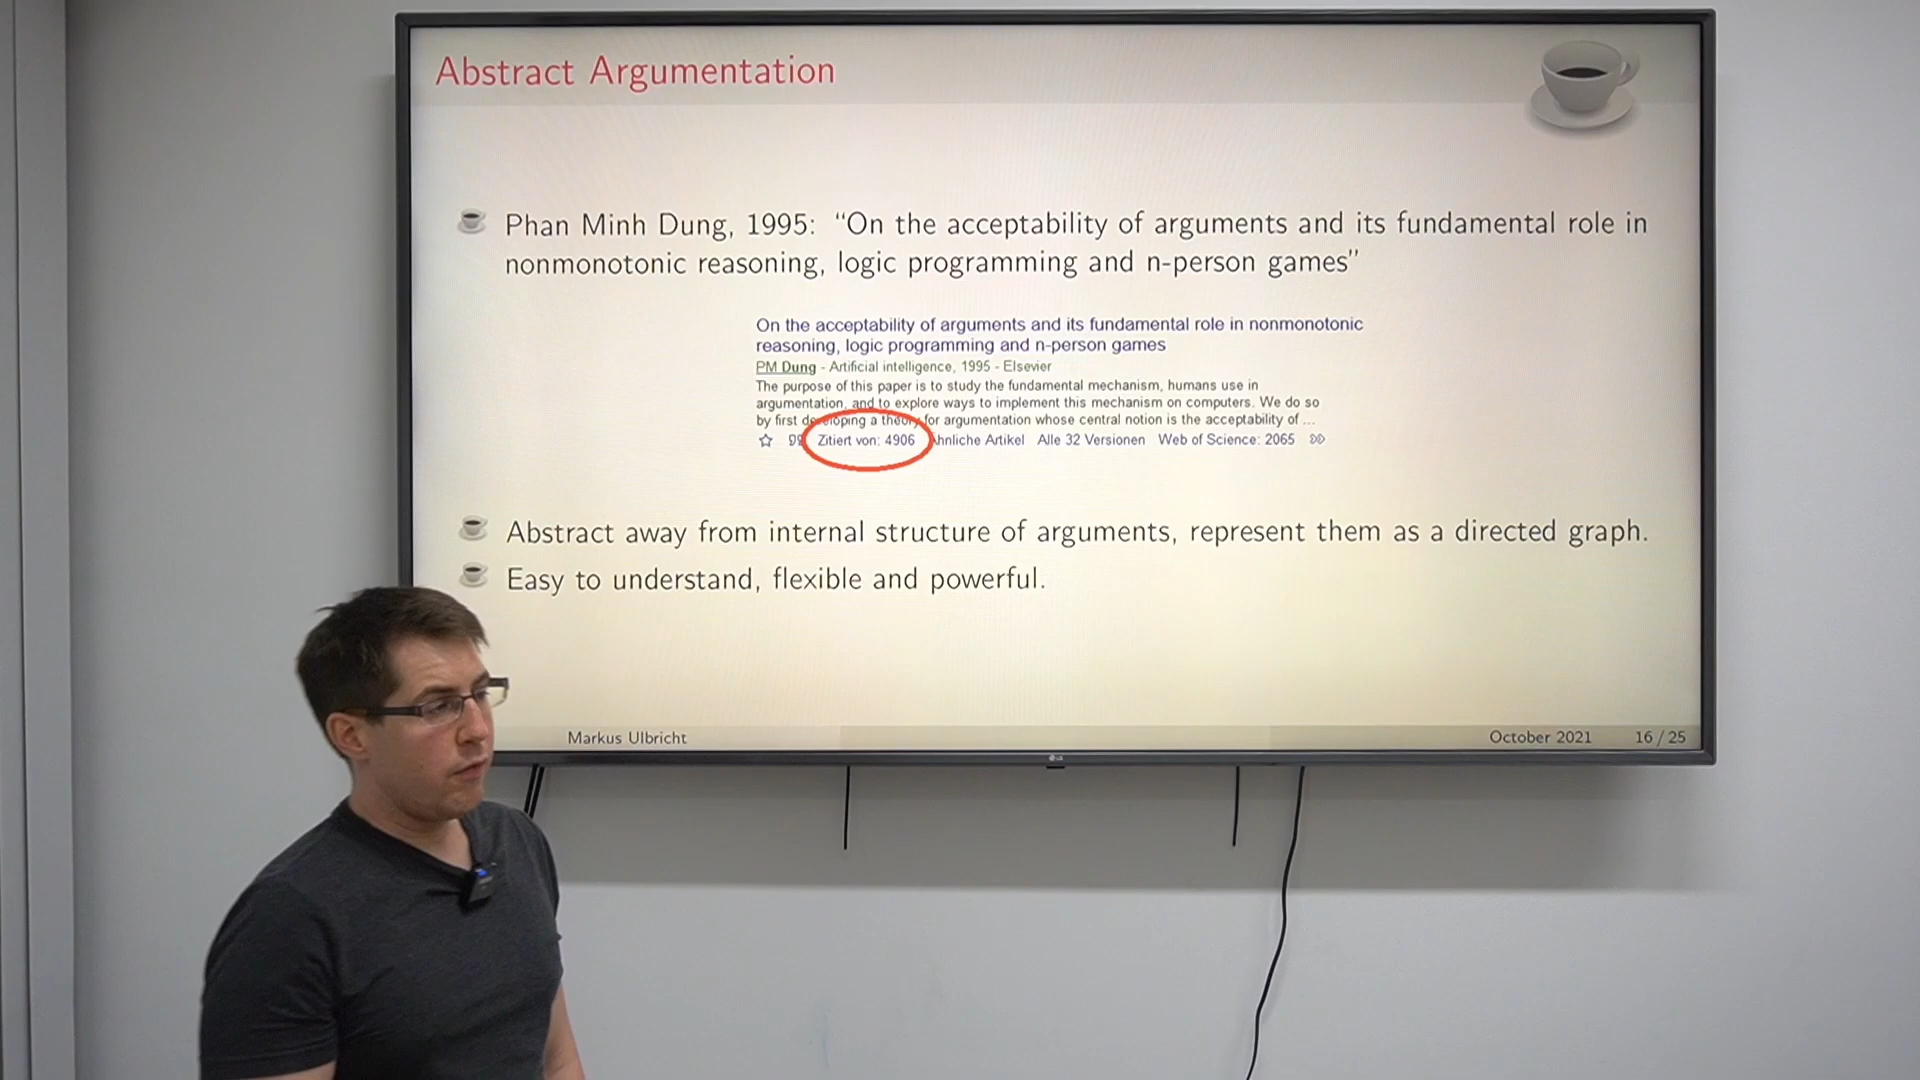 Abstract Argumentation
Phan Minh Dung, 1995: “On the acceptability of arguments and its fundamental role in
nonmonotonic reasoning, logic programming and n-person games”
On the acceptability of arguments and its fundamental role in nonmonotonic
reasoning, logic programming and n-person games
PM Dung - Artificial intelligence, 1995 - Elsevier
The purpose of this paper is to study the fundamental mechanism, humans use in
argumentation, and to explore ways to implement this mechanism on computers. We do so
by first developing a theory for argumentation whose central notion is the acceptability of ...
Zitiert von: 4906 Ähnliche Artikel Alle 32 Versionen Web of Science: 2065
Abstract away from internal structure of arguments, represent them as a directed graph.
Easy to understand, flexible and powerful.
Markus Ulbricht October 2021 16 / 25
LG